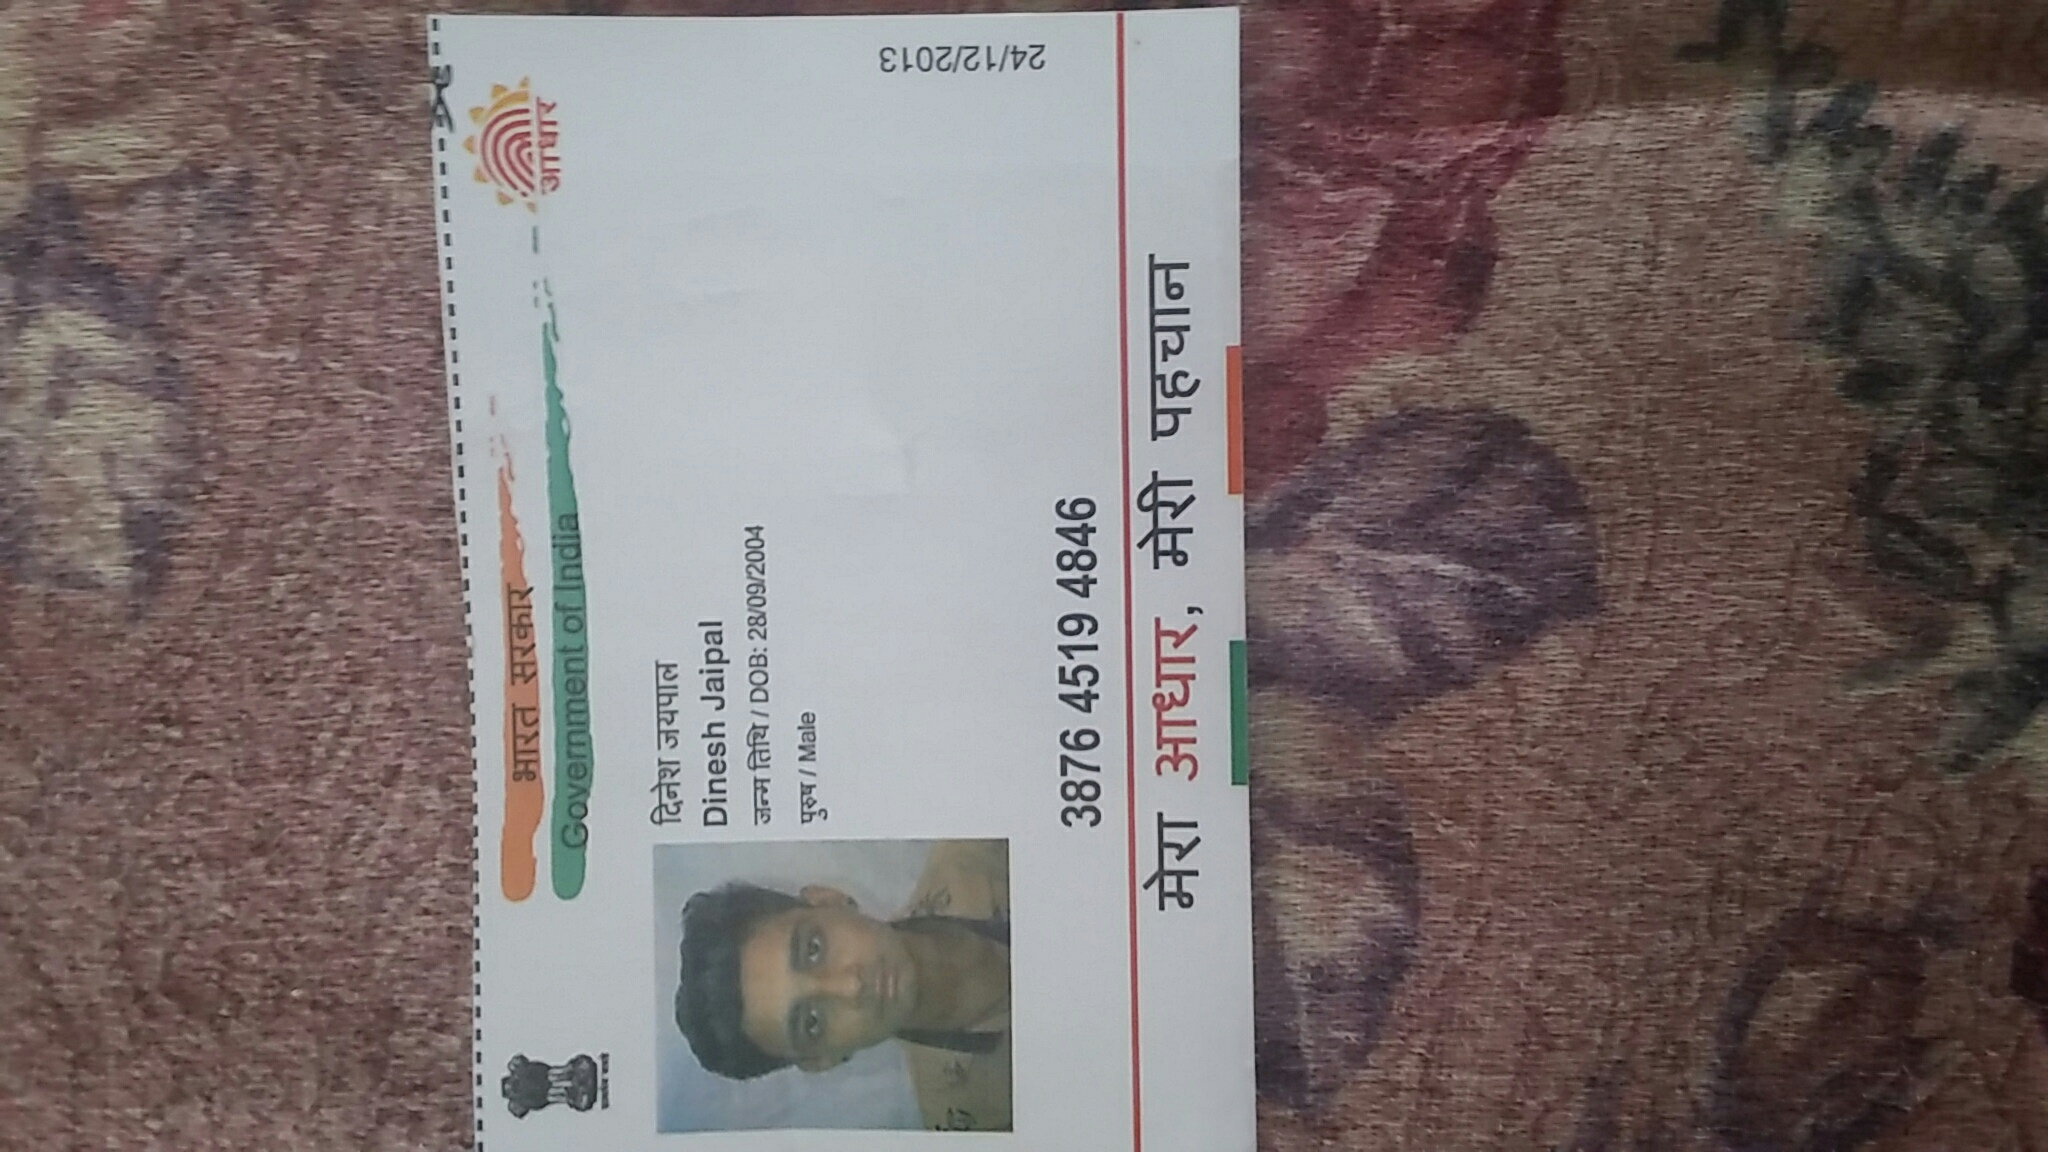 भारत सरकार
Government of India
आधार
दिनेश जयपाल
Dinesh Jaipal
जन्म तिथि / DOB: 28/09/2004
पुरुष / Male
24/12/2013
3876 4519 4846
मेरा आधार, मेरी पहचान